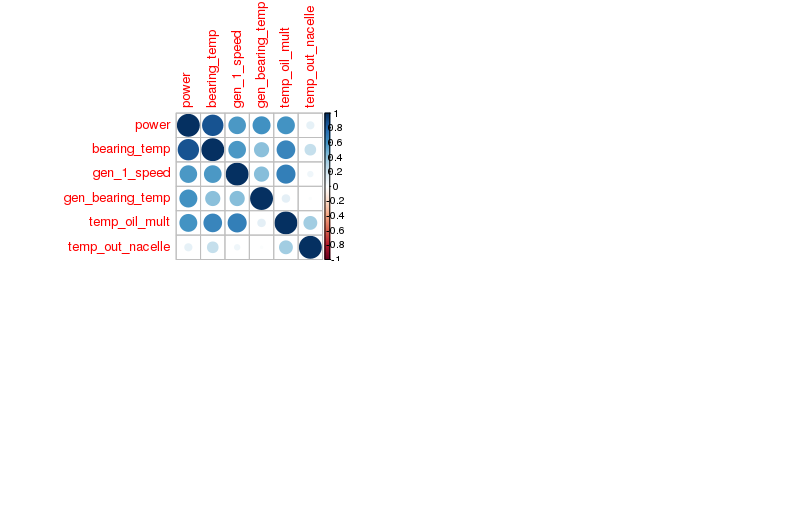 power
bearing_temp
gen_1_speed
gen_bearing_temp
temp_oil_mult
temp_out_nacelle
power
bearing_temp
gen_1_speed
gen_bearing_temp
temp_oil_mult
temp_out_nacelle
1
0.8
0.6
0.4
0.2
0
-0.2
-0.4
-0.6
-0.8
-1